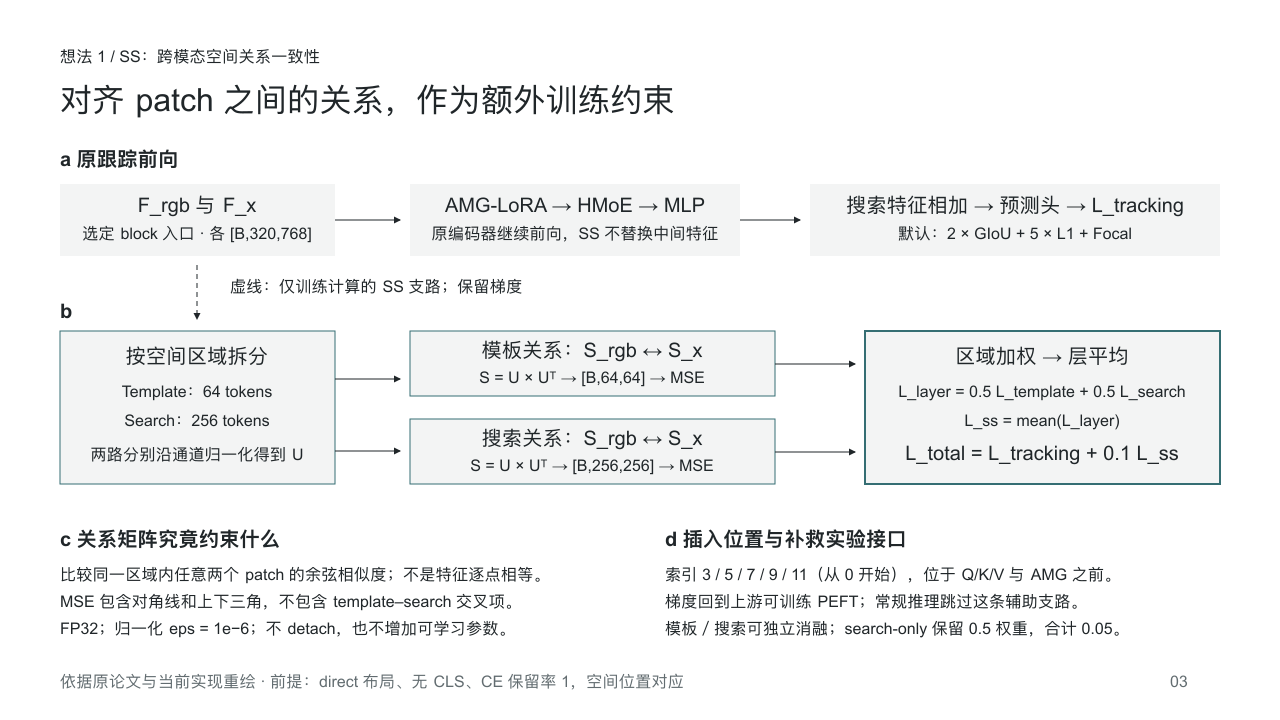 想法 1 / SS：跨模态空间关系一致性
对齐 patch 之间的关系，作为额外训练约束
a 原跟踪前向
F_rgb 与 F_x
选定 block 入口 · 各 [B,320,768]
AMG-LoRA → HMoE → MLP
原编码器继续前向，SS 不替换中间特征
搜索特征相加 → 预测头 → L_tracking
默认：2 × GIoU + 5 × L1 + Focal
虚线：仅训练计算的 SS 支路；保留梯度
b
按空间区域拆分
Template：64 tokens
Search：256 tokens
两路分别沿通道归一化得到 U
模板关系：S_rgb ↔ S_x
S = U × Uᵀ → [B,64,64] → MSE
搜索关系：S_rgb ↔ S_x
S = U × Uᵀ → [B,256,256] → MSE
区域加权 → 层平均
L_layer = 0.5 L_template + 0.5 L_search
L_ss = mean(L_layer)
L_total = L_tracking + 0.1 L_ss
c 关系矩阵究竟约束什么
比较同一区域内任意两个 patch 的余弦相似度；不是特征逐点相等。
MSE 包含对角线和上下三角，不包含 template–search 交叉项。
FP32；归一化 eps = 1e−6；不 detach，也不增加可学习参数。
d 插入位置与补救实验接口
索引 3 / 5 / 7 / 9 / 11（从 0 开始），位于 Q/K/V 与 AMG 之前。
梯度回到上游可训练 PEFT；常规推理跳过这条辅助支路。
模板 / 搜索可独立消融；search-only 保留 0.5 权重，合计 0.05。
依据原论文与当前实现重绘 · 前提：direct 布局、无 CLS、CE 保留率 1，空间位置对应
03